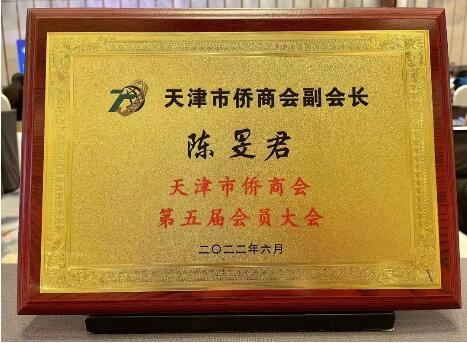 天津市侨商会副会长
陈旻君
天津市侨商会
第五届会员大会
二〇二二年六月